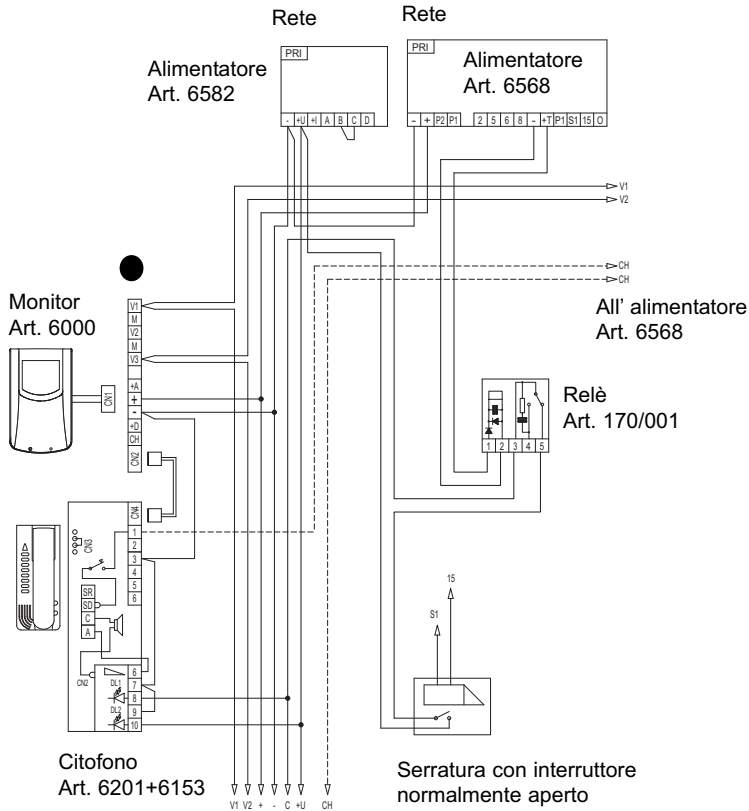 Rete
Rete
PRI
Alimentatore
Art. 6582
- +U +I A B C D
PRI
Alimentatore
Art. 6568
- + P2 P1 2 5 6 8 - +T P1 S1 15 O
V1
V2
CH
CH
All' alimentatore
Art. 6568
Monitor
Art. 6000
CN1
V1
M
V2
M
V3
+A
+
-
+D
CH
CN2
Relè
Art. 170/001
1 2 3 4 5
CN4
1
2
3
4
5
6
CN3
SR
SD
C
A
CN2
DL1
DL2
6
7
8
9
10
Citofono
Art. 6201+6153
15
S1
Serratura con interruttore
normalmente aperto
V1 V2 + - C +U CH